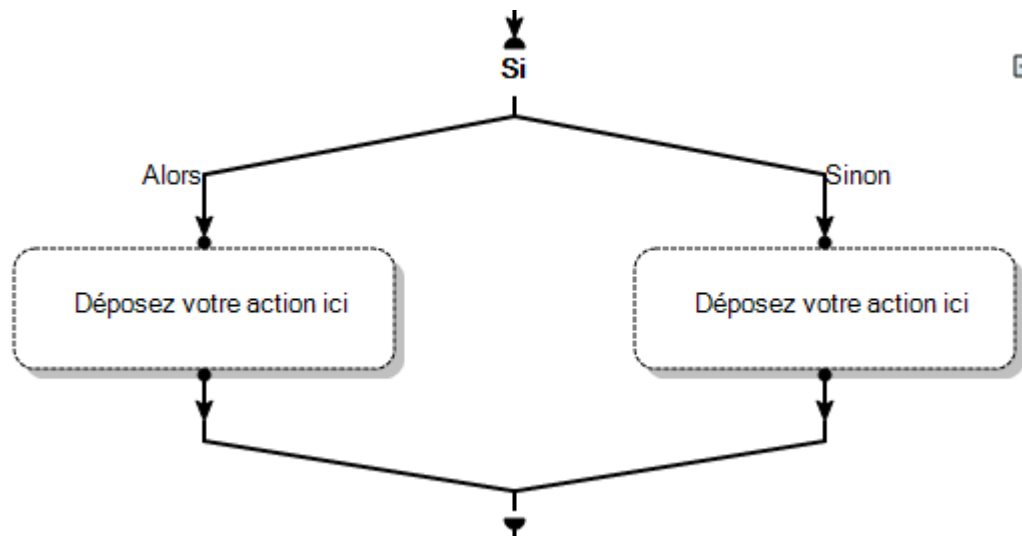 Si
Alors
Sinon
Déposez votre action ici
Déposez votre action ici